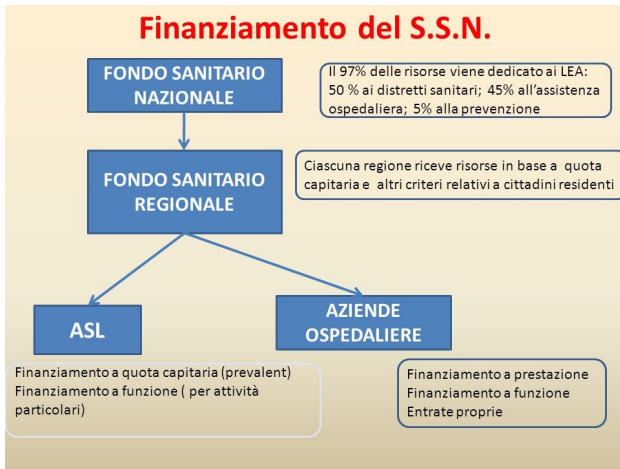 Finanziamento del S.S.N.
FONDO SANITARIO
NAZIONALE
Il 97% delle risorse viene dedicato ai LEA:
50 % ai distretti sanitari; 45% all'assistenza
ospedaliera; 5% alla prevenzione
FONDO SANITARIO
REGIONALE
Ciascuna regione riceve risorse in base a quota
capitaria e altri criteri relativi a cittadini residenti
ASL
AZIENDE
OSPEDALIERE
Finanziamento a quota capitaria (prevalent)
Finanziamento a funzione ( per attività
particolari)
Finanziamento a prestazione
Finanziamento a funzione
Entrate proprie